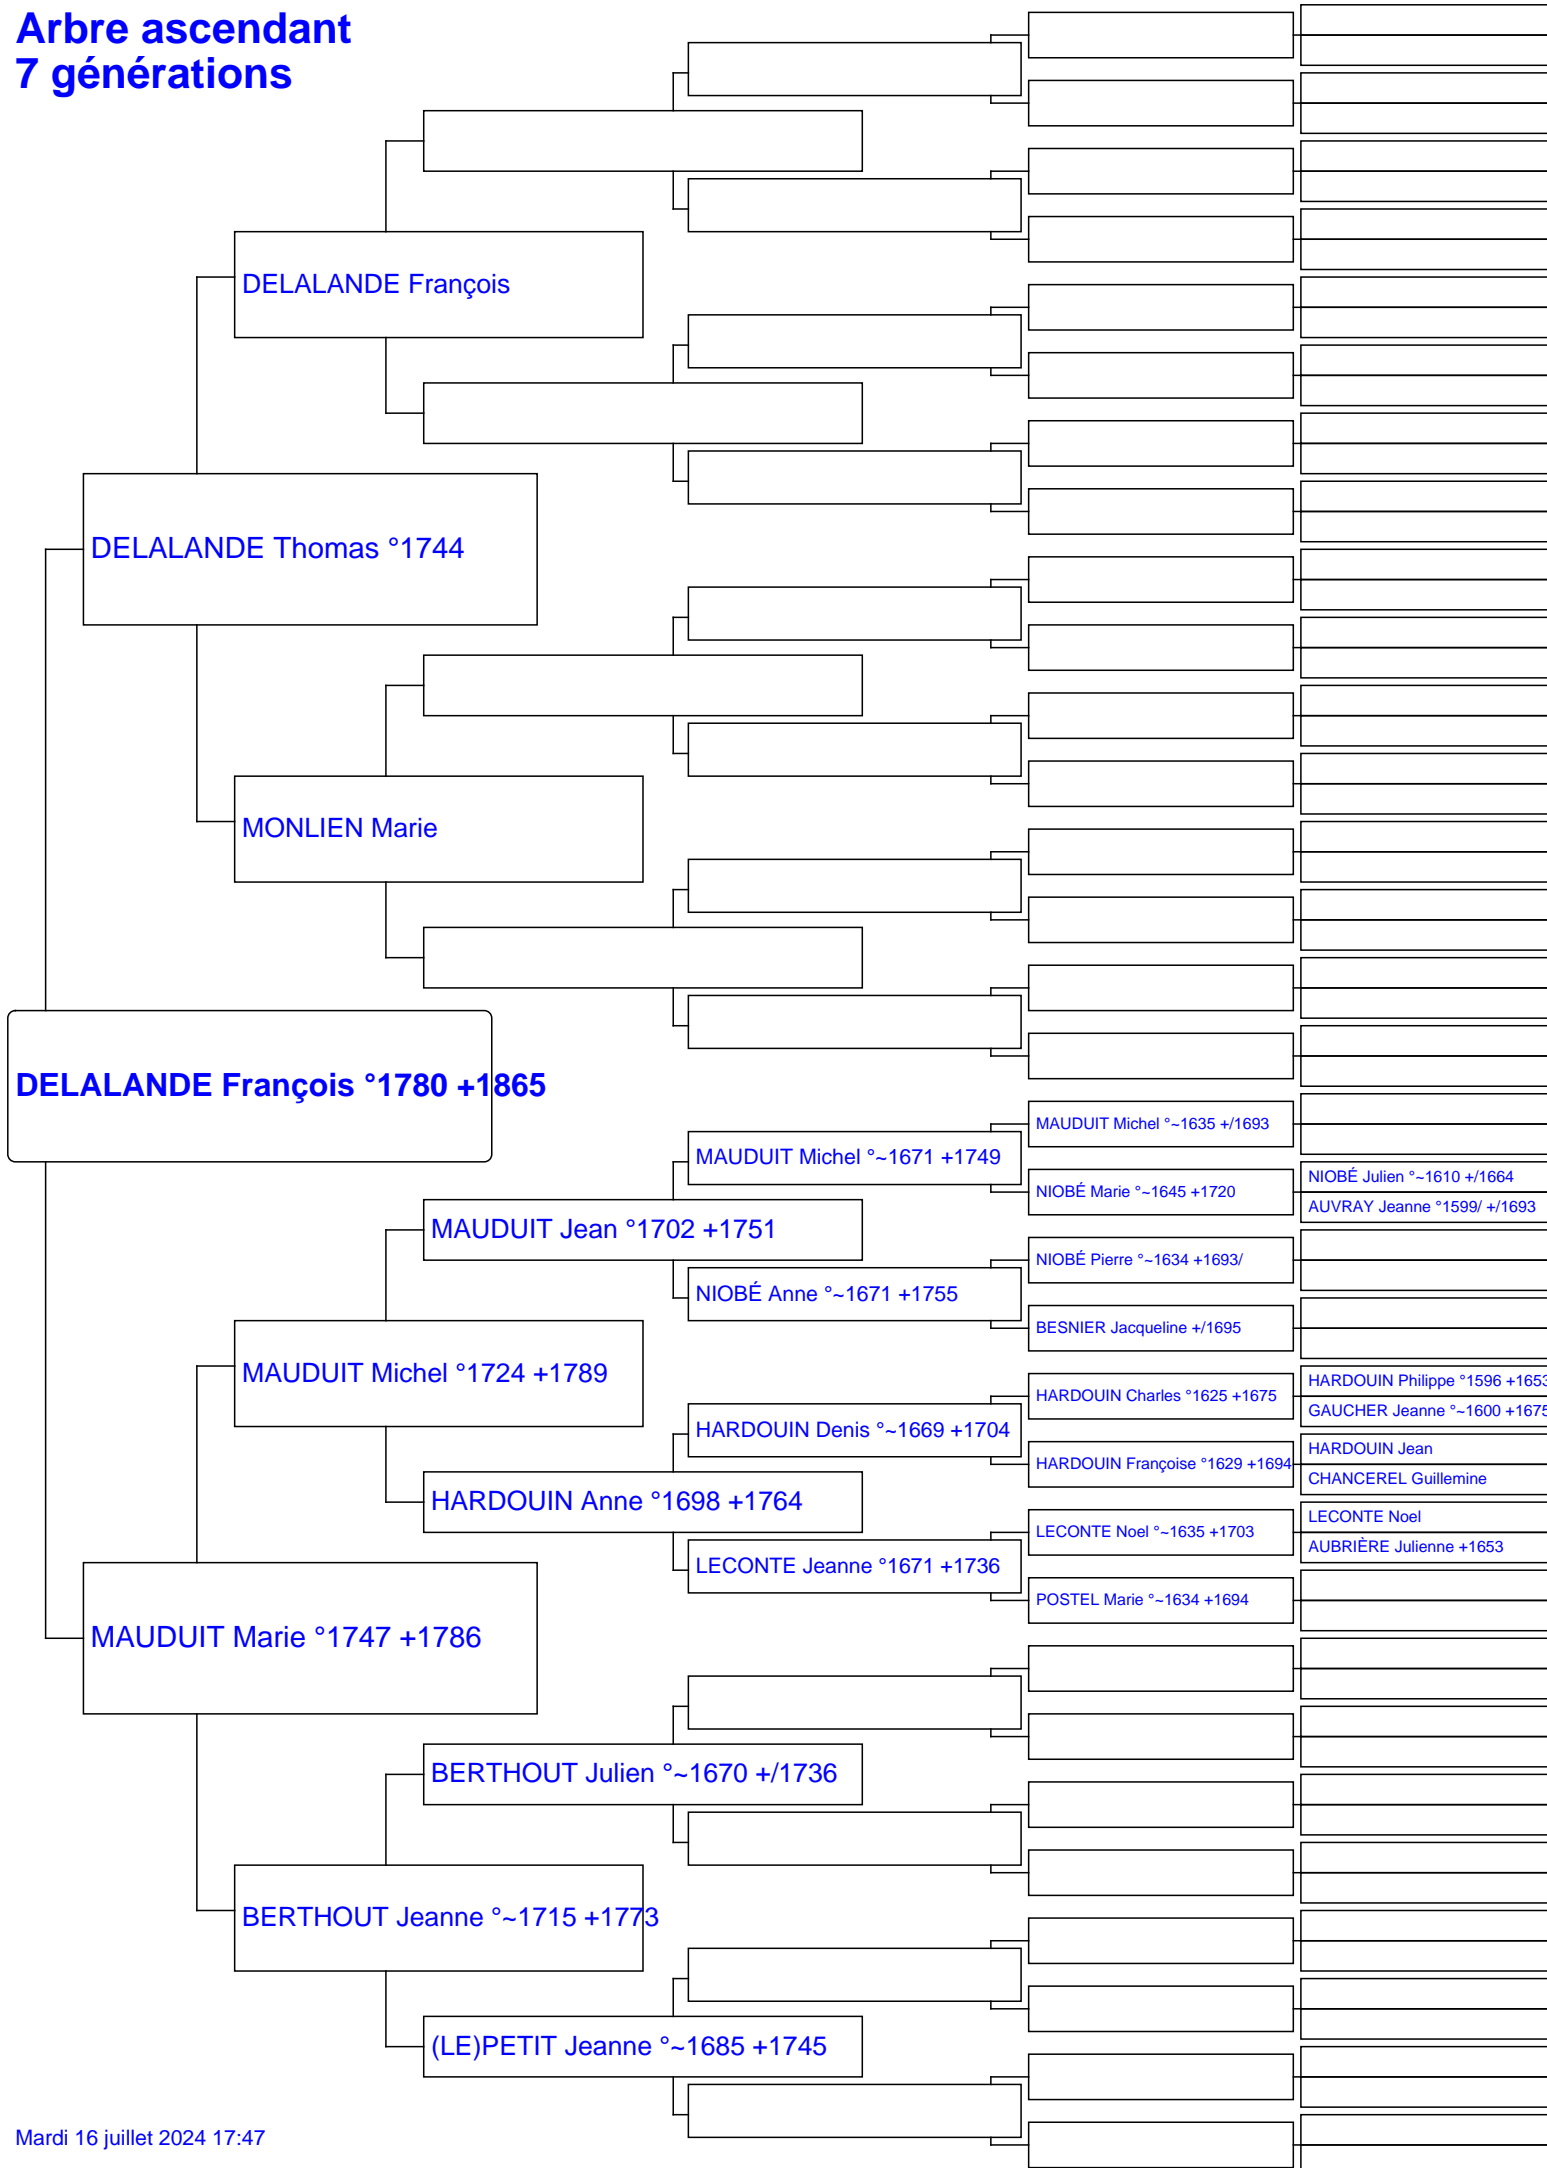 Arbre ascendant
7 générations
DELALANDE François
DELALANDE Thomas °1744
MONLIEN Marie
DELALANDE François °1780 +1865
MAUDUIT Michel °~1635 +/1693
MAUDUIT Michel °~1671 +1749
NIOBÉ Julien °~1610 +/1664
NIOBÉ Marie °~1645 +1720
AUVRAY Jeanne °1599/ +/1693
MAUDUIT Jean °1702 +1751
NIOBÉ Pierre °~1634 +1693/
NIOBÉ Anne °~1671 +1755
BESNIER Jacqueline +/1695
MAUDUIT Michel °1724 +1789
HARDOUIN Philippe °1596 +1653
HARDOUIN Charles °1625 +1675
GAUCHER Jeanne °~1600 +1675
HARDOUIN Denis °~1669 +1704
HARDOUIN Jean
HARDOUIN Françoise °1629 +1694
CHANCEREL Guillemine
HARDOUIN Anne °1698 +1764
LECONTE Noel
LECONTE Noel °~1635 +1703
AUBRIÈRE Julienne +1653
LECONTE Jeanne °1671 +1736
POSTEL Marie °~1634 +1694
MAUDUIT Marie °1747 +1786
BERTHOUT Julien °~1670 +/1736
BERTHOUT Jeanne °~1715 +1773
(LE)PETIT Jeanne °~1685 +1745
Mardi 16 juillet 2024 17:47